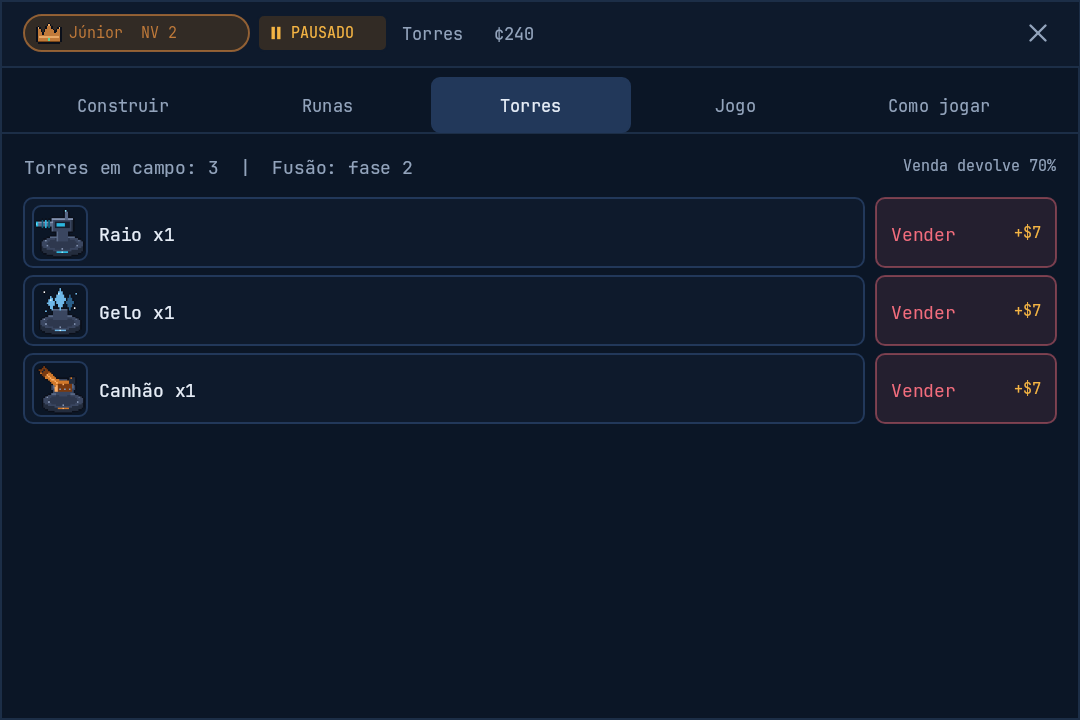 Júnior NV 2 PAUSADO Torres ¢240
Construir Runas Torres Jogo Como jogar
Torres em campo: 3 | Fusão: fase 2 Venda devolve 70%
Raio x1 Vender +$7
Gelo x1 Vender +$7
Canhão x1 Vender +$7